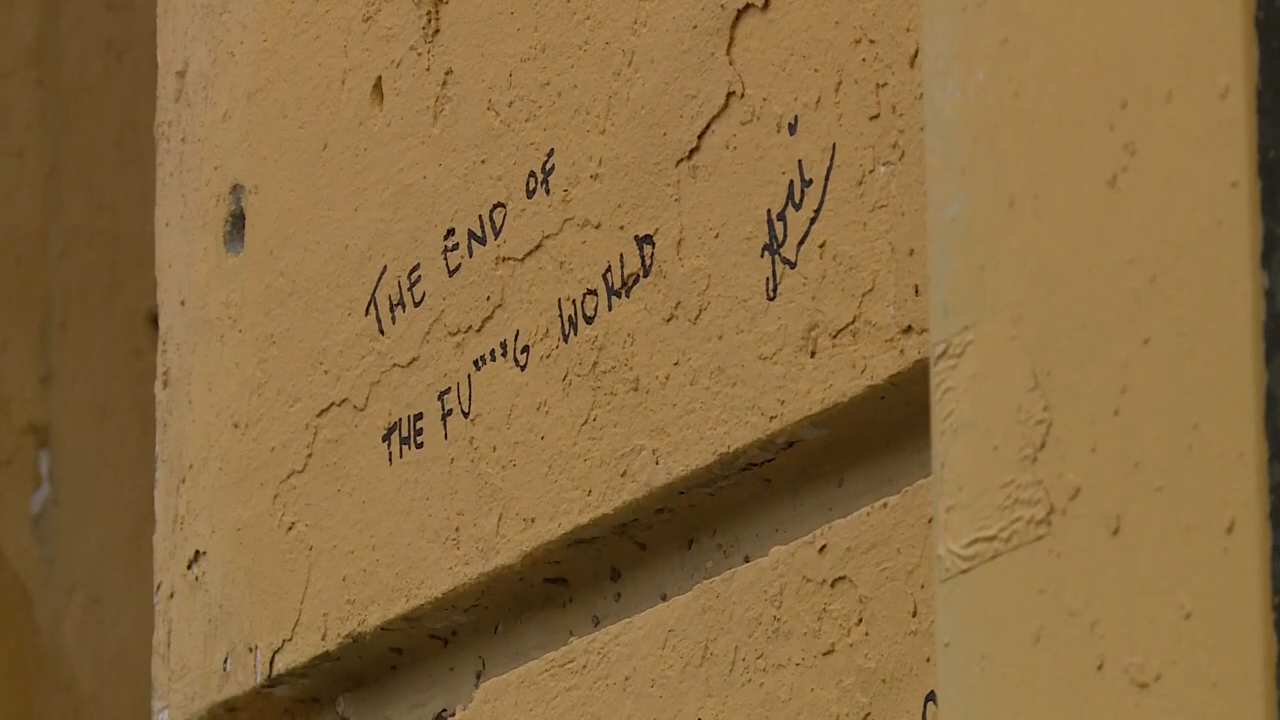 THE END OF
THE FU****G WORLD